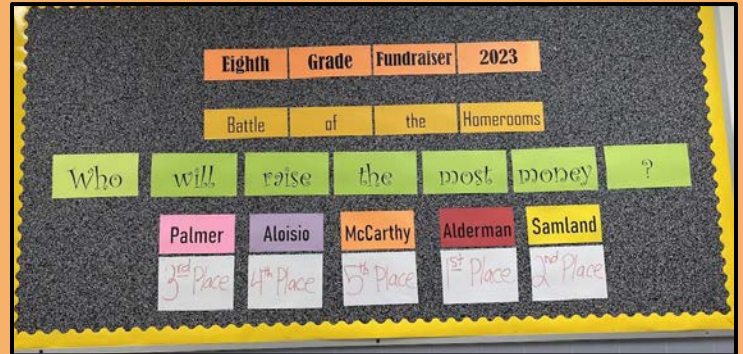 Eighth Grade Fundraiser 2023
Battle of the Homerooms
Who will raise the most money ?
Palmer Aloisio McCarthy Alderman Samland
3rd Place 4th Place 5th Place 1st Place 2nd Place